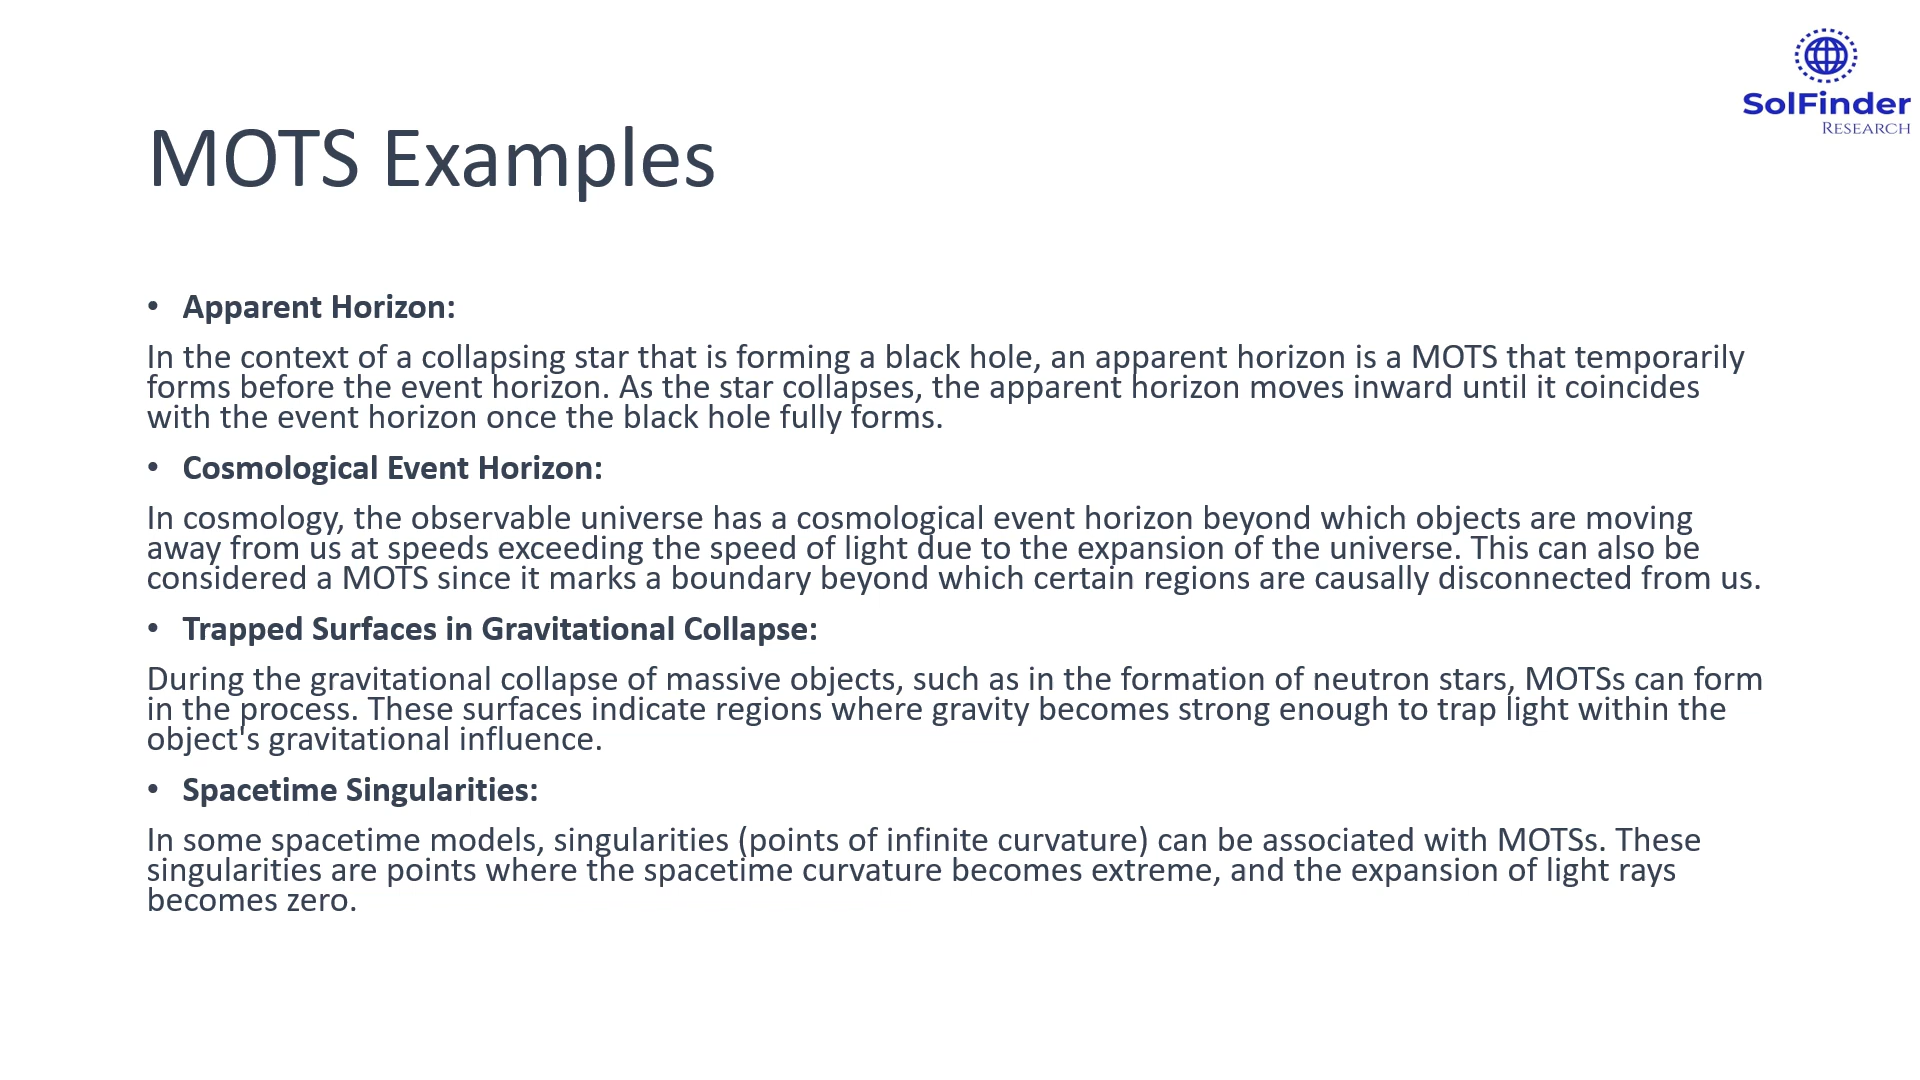 SolFinder
RESEARCH
MOTS Examples
• Apparent Horizon:
In the context of a collapsing star that is forming a black hole, an apparent horizon is a MOTS that temporarily
forms before the event horizon. As the star collapses, the apparent horizon moves inward until it coincides
with the event horizon once the black hole fully forms.
• Cosmological Event Horizon:
In cosmology, the observable universe has a cosmological event horizon beyond which objects are moving
away from us at speeds exceeding the speed of light due to the expansion of the universe. This can also be
considered a MOTS since it marks a boundary beyond which certain regions are causally disconnected from us.
• Trapped Surfaces in Gravitational Collapse:
During the gravitational collapse of massive objects, such as in the formation of neutron stars, MOTSs can form
in the process. These surfaces indicate regions where gravity becomes strong enough to trap light within the
object's gravitational influence.
• Spacetime Singularities:
In some spacetime models, singularities (points of infinite curvature) can be associated with MOTSs. These
singularities are points where the spacetime curvature becomes extreme, and the expansion of light rays
becomes zero.